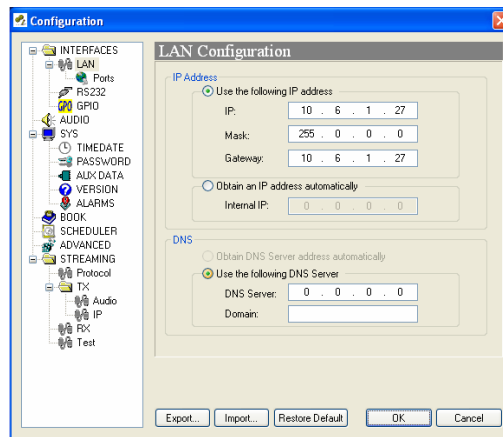 Configuration
INTERFACES
LAN
Ports
RS232
GPO GPIO
AUDIO
SYS
TIMEDATE
PASSWORD
AUX DATA
VERSION
ALARMS
BOOK
SCHEDULER
ADVANCED
STREAMING
Protocol
TX
Audio
IP
RX
Test
LAN Configuration
IP Address
Use the following IP address
IP: 10 . 6 . 1 . 27
Mask: 255 . 0 . 0 . 0
Gateway: 10 . 6 . 1 . 27
Obtain an IP address automatically
Internal IP: 0 . 0 . 0 . 0
DNS
Obtain DNS Server address automatically
Use the following DNS Server
DNS Server: 0 . 0 . 0 . 0
Domain:
Export... Import... Restore Default OK Cancel